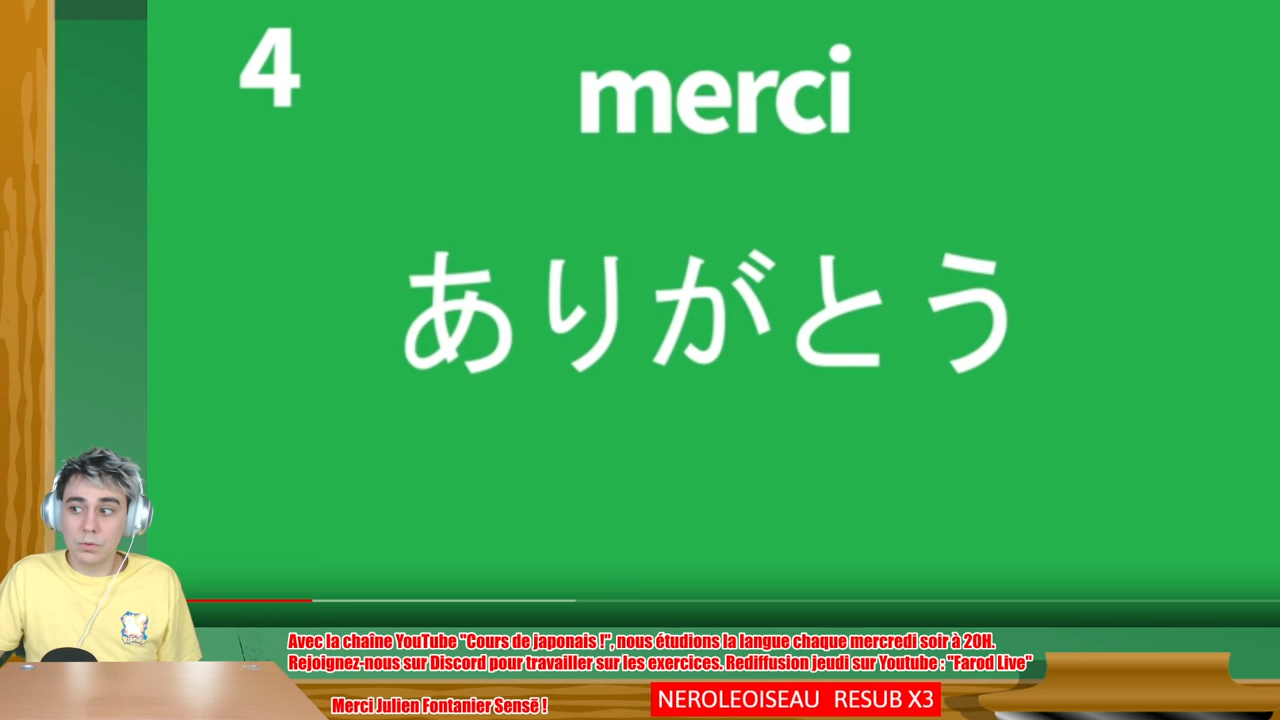 4
merci
ありがとう
Avec la chaîne YouTube "Cours de japonais !", nous étudions la langue chaque mercredi soir à 20H.
Rejoignez-nous sur Discord pour travailler sur les exercices. Rediffusion jeudi sur Youtube : "Farod Live"
Merci Julien Fontanier Sensē !
NEROLEOISEAU RESUB X3